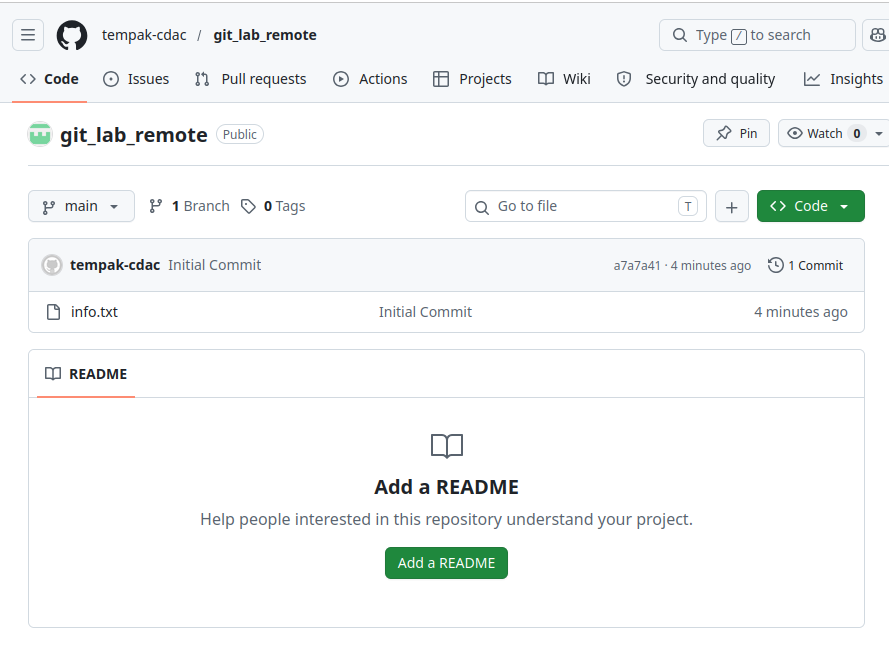 tempak-cdac / git_lab_remote Type / to search
Code Issues Pull requests Actions Projects Wiki Security and quality Insights
git_lab_remote Public Pin Watch 0
main 1 Branch 0 Tags Go to file T + Code
tempak-cdac Initial Commit a7a7a41 · 4 minutes ago 1 Commit
info.txt Initial Commit 4 minutes ago
README
Add a README
Help people interested in this repository understand your project.
Add a README